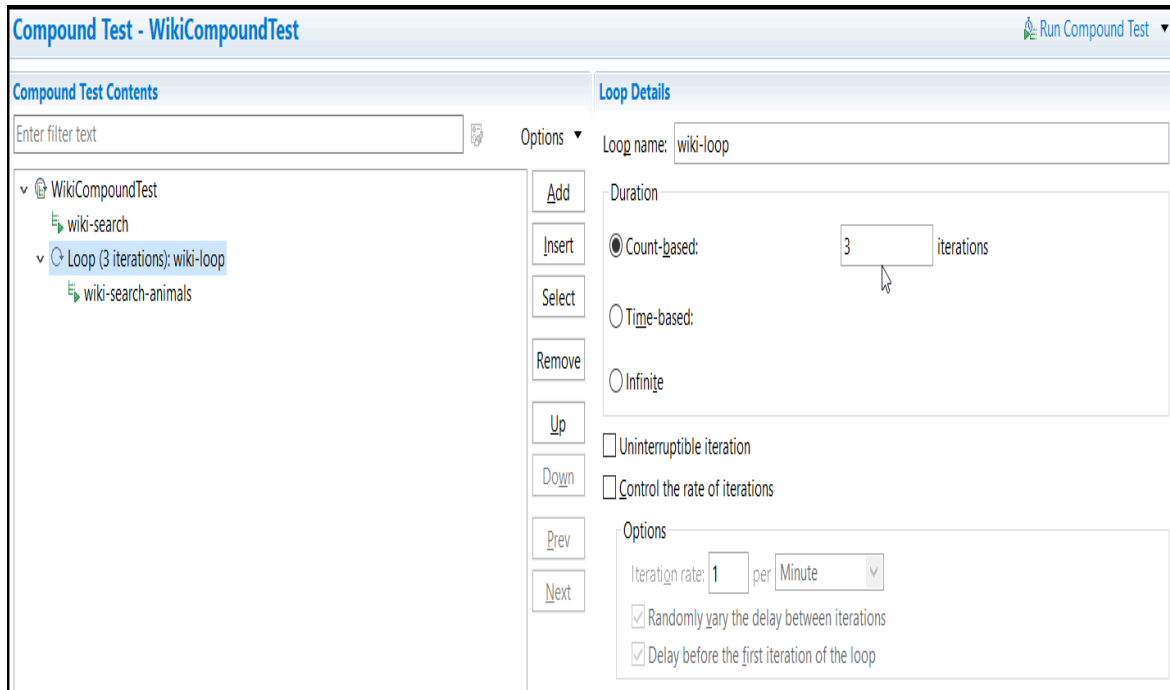 Compound Test - WikiCompoundTest
Run Compound Test
Compound Test Contents
Enter filter text
Options
WikiCompoundTest
wiki-search
Loop (3 iterations): wiki-loop
wiki-search-animals
Add
Insert
Select
Remove
Up
Down
Prev
Next
Loop Details
Loop name: wiki-loop
Duration
Count-based: 3 iterations
Time-based:
Infinite
Uninterruptible iteration
Control the rate of iterations
Options
Iteration rate: 1 per Minute
Randomly vary the delay between iterations
Delay before the first iteration of the loop